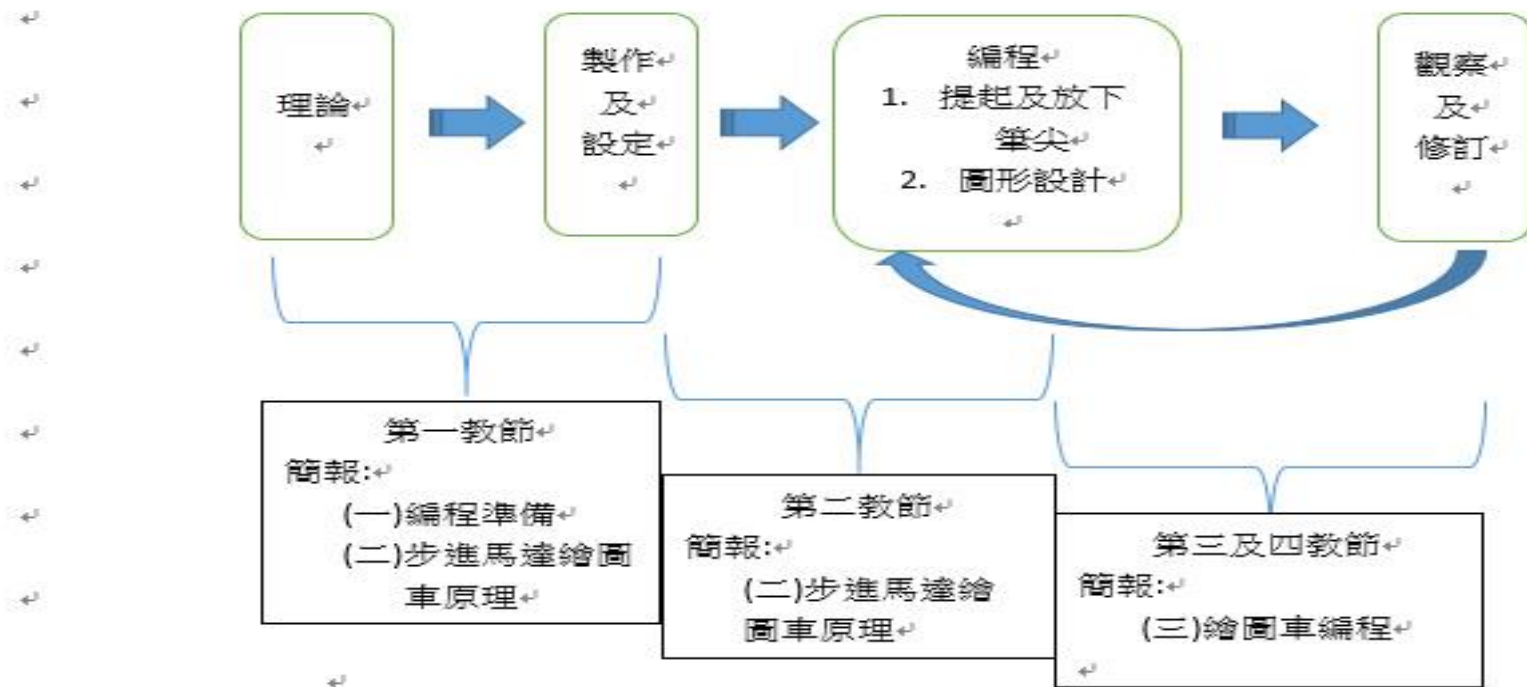 理論
製作
及
設定
編程
1. 提起及放下
筆尖
2. 圖形設計
觀察
及
修訂
第一教節
簡報:
(一)編程準備
(二)步進馬達繪圖
車原理
第二教節
簡報:
(二)步進馬達繪
圖車原理
第三及四教節
簡報:
(三)繪圖車編程